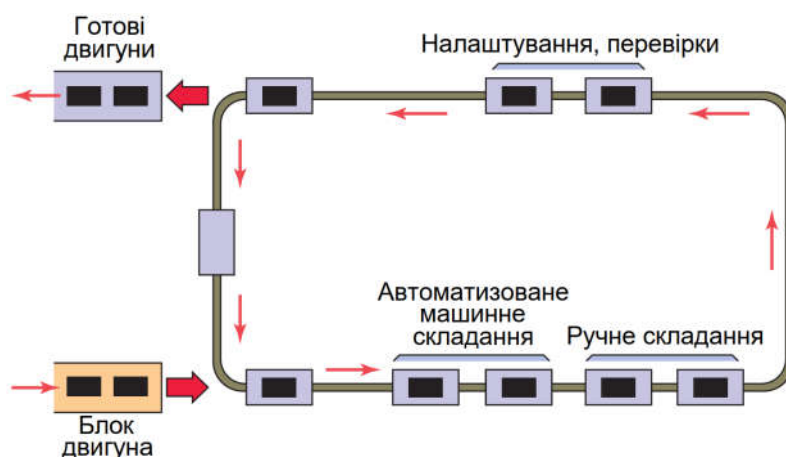 Готові
двигуни
Налаштування, перевірки
Автоматизоване
машинне
складання
Ручне складання
Блок
двигуна